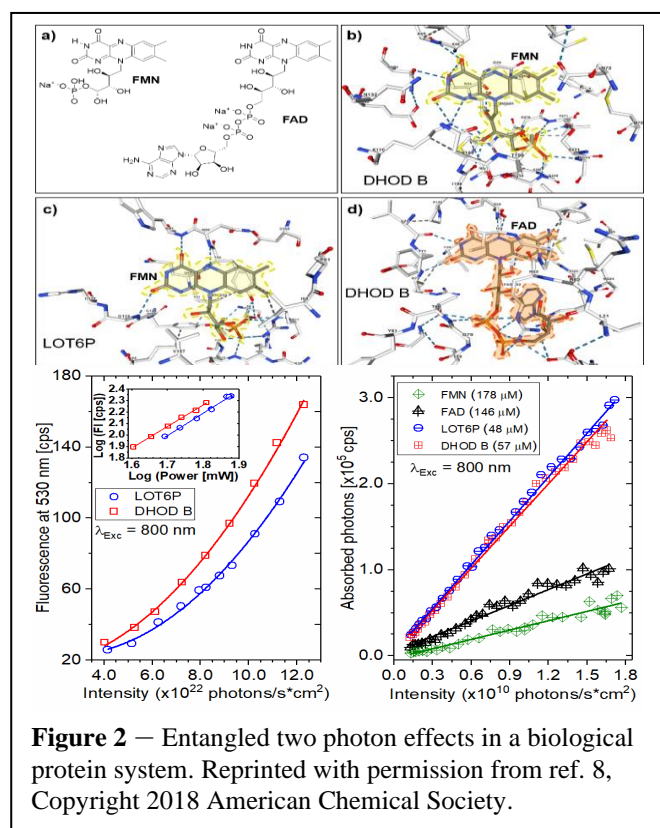 a)
FMN
FAD
b)
FMN
DHOD B
c)
FMN
LOT6P
d)
FAD
DHOD B
180
140
100
60
20
Fluorescence at 530 nm [cps]
2.4
2.3
2.2
2.1
2.0
1.9
1.8
Log (FI) [cps]
1.6 1.7 1.8 1.9
Log (Power [mW])
LOT6P
DHOD B
λExc = 800 nm
4.0 6.0 8.0 10.0 12.0
Intensity (x10²² photons/s*cm²)
3.0
2.0
1.0
0.0
Absorbed photons [x10⁵ cps]
FMN (178 μM)
FAD (146 μM)
LOT6P (48 μM)
DHOD B (57 μM)
λExc = 800 nm
0.0 0.3 0.6 0.9 1.2 1.5 1.8
Intensity (x10¹⁰ photons/s*cm²)
Figure 2 — Entangled two photon effects in a biological
protein system. Reprinted with permission from ref. 8,
Copyright 2018 American Chemical Society.